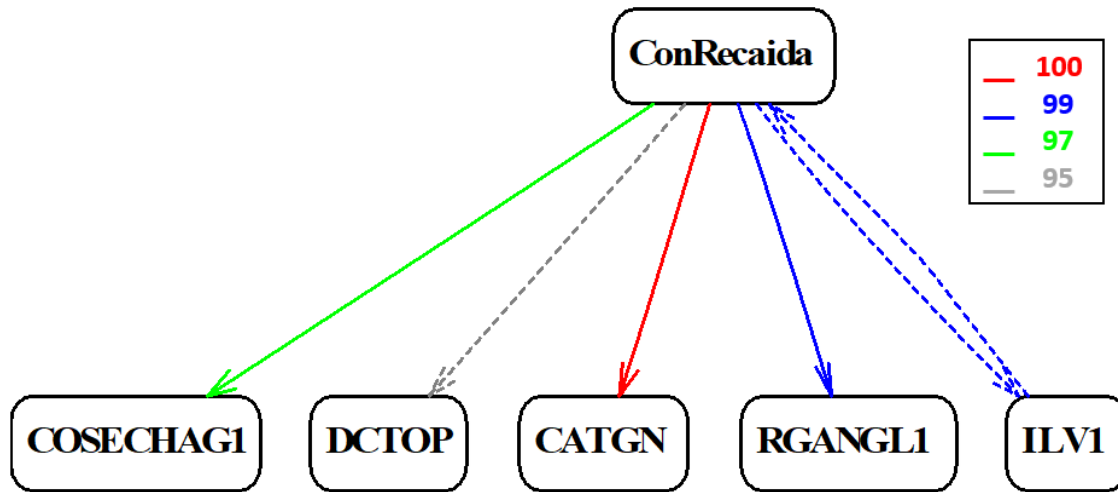 ConRecaida
100
99
97
95
COSECHAG1
DCTOP
CATGN
RGANGL1
ILV1